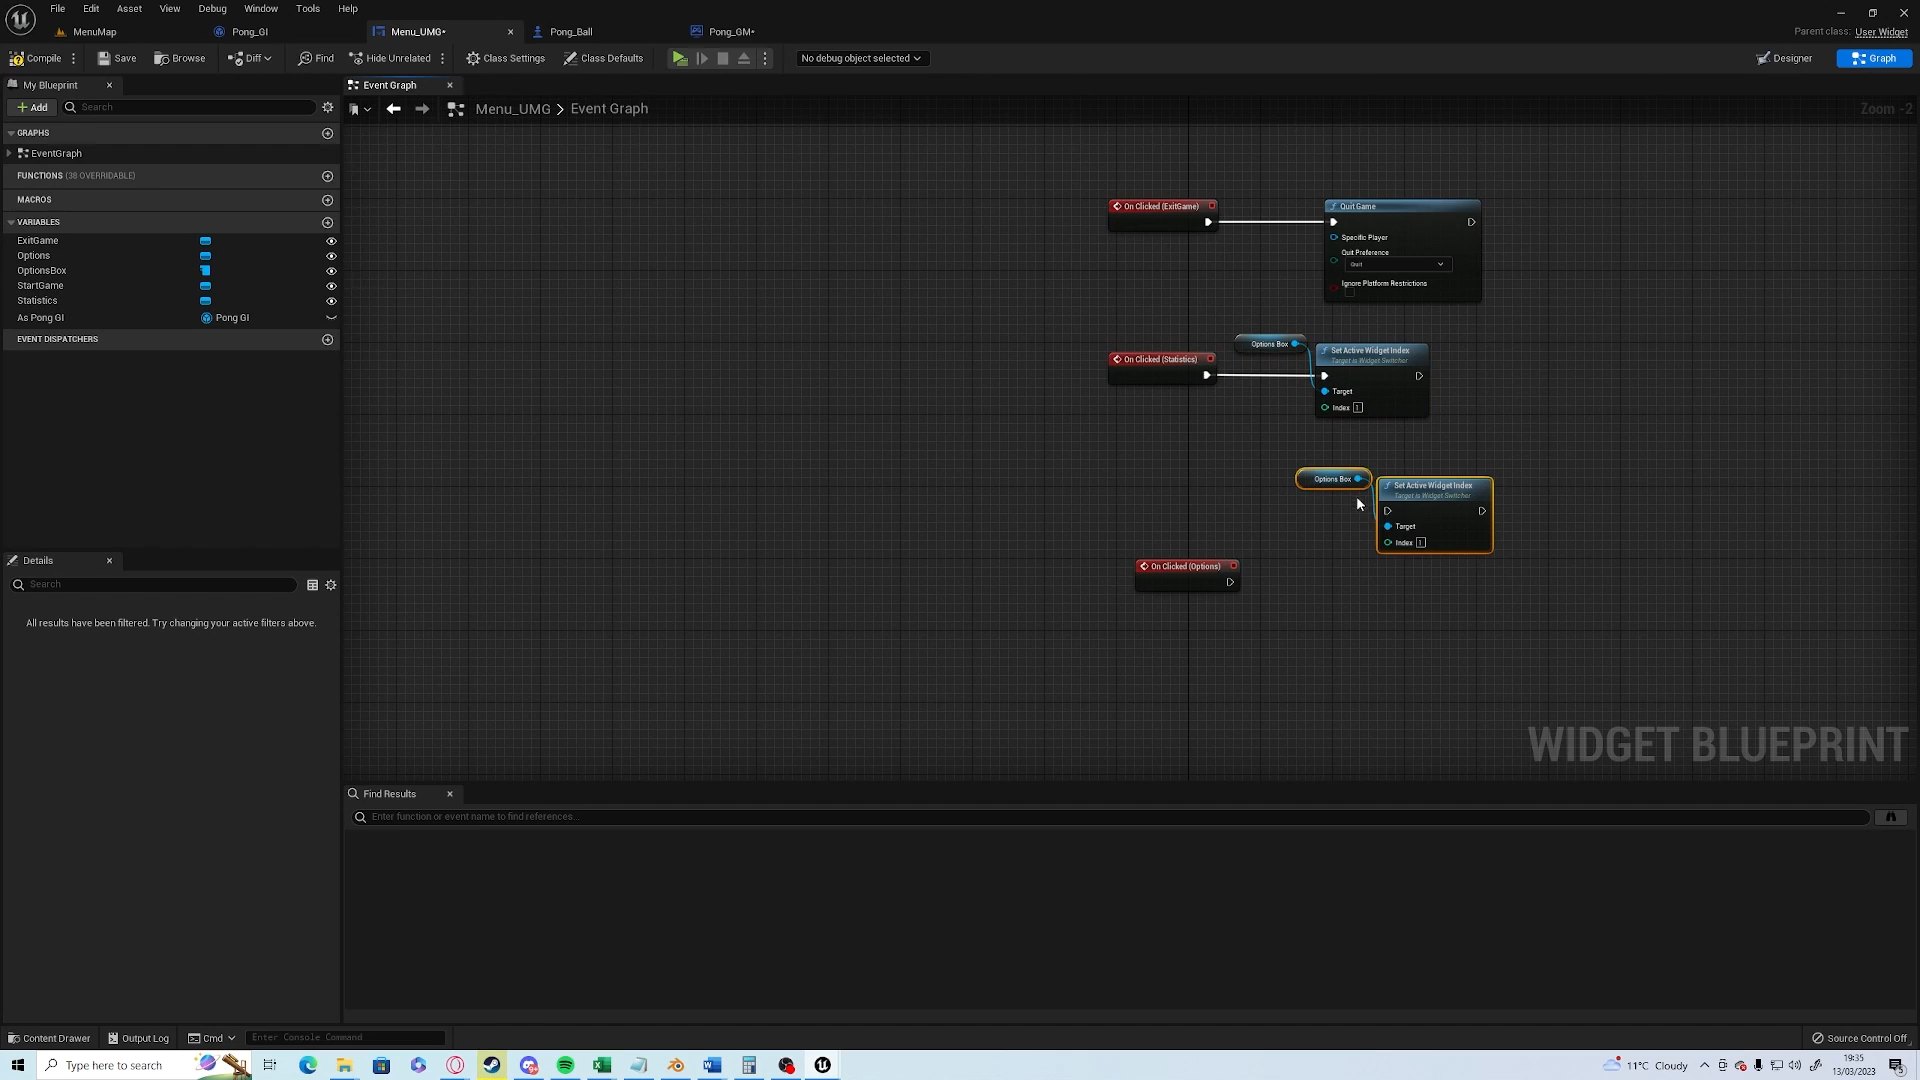 File Edit Asset View Debug Window Tools Help
MenuMap Pong_GI Menu_UMG• Pong_Ball Pong_GM•
Parent class: User Widget
Compile Save Browse Diff Find Hide Unrelated Class Settings Class Defaults No debug object selected Designer Graph
My Blueprint Event Graph
Add Search Menu_UMG > Event Graph Zoom -2
GRAPHS
EventGraph
FUNCTIONS (38 OVERRIDABLE)
MACROS
VARIABLES
ExitGame
Options
OptionsBox
StartGame
Statistics
As Pong GI Pong GI
EVENT DISPATCHERS
On Clicked (ExitGame)
Quit Game
Specific Player
Quit Preference
Quit
Ignore Platform Restrictions
On Clicked (Statistics)
Options Box
Set Active Widget Index
Target is Widget Switcher
Target
Index 1
Options Box
Set Active Widget Index
Target is Widget Switcher
Target
Index 1
On Clicked (Options)
WIDGET BLUEPRINT
Details
Search
All results have been filtered. Try changing your active filters above.
Find Results
Enter function or event name to find references...
Content Drawer Output Log Cmd Enter Console Command Source Control Off
Type here to search
11°C Cloudy
19:35
13/03/2023